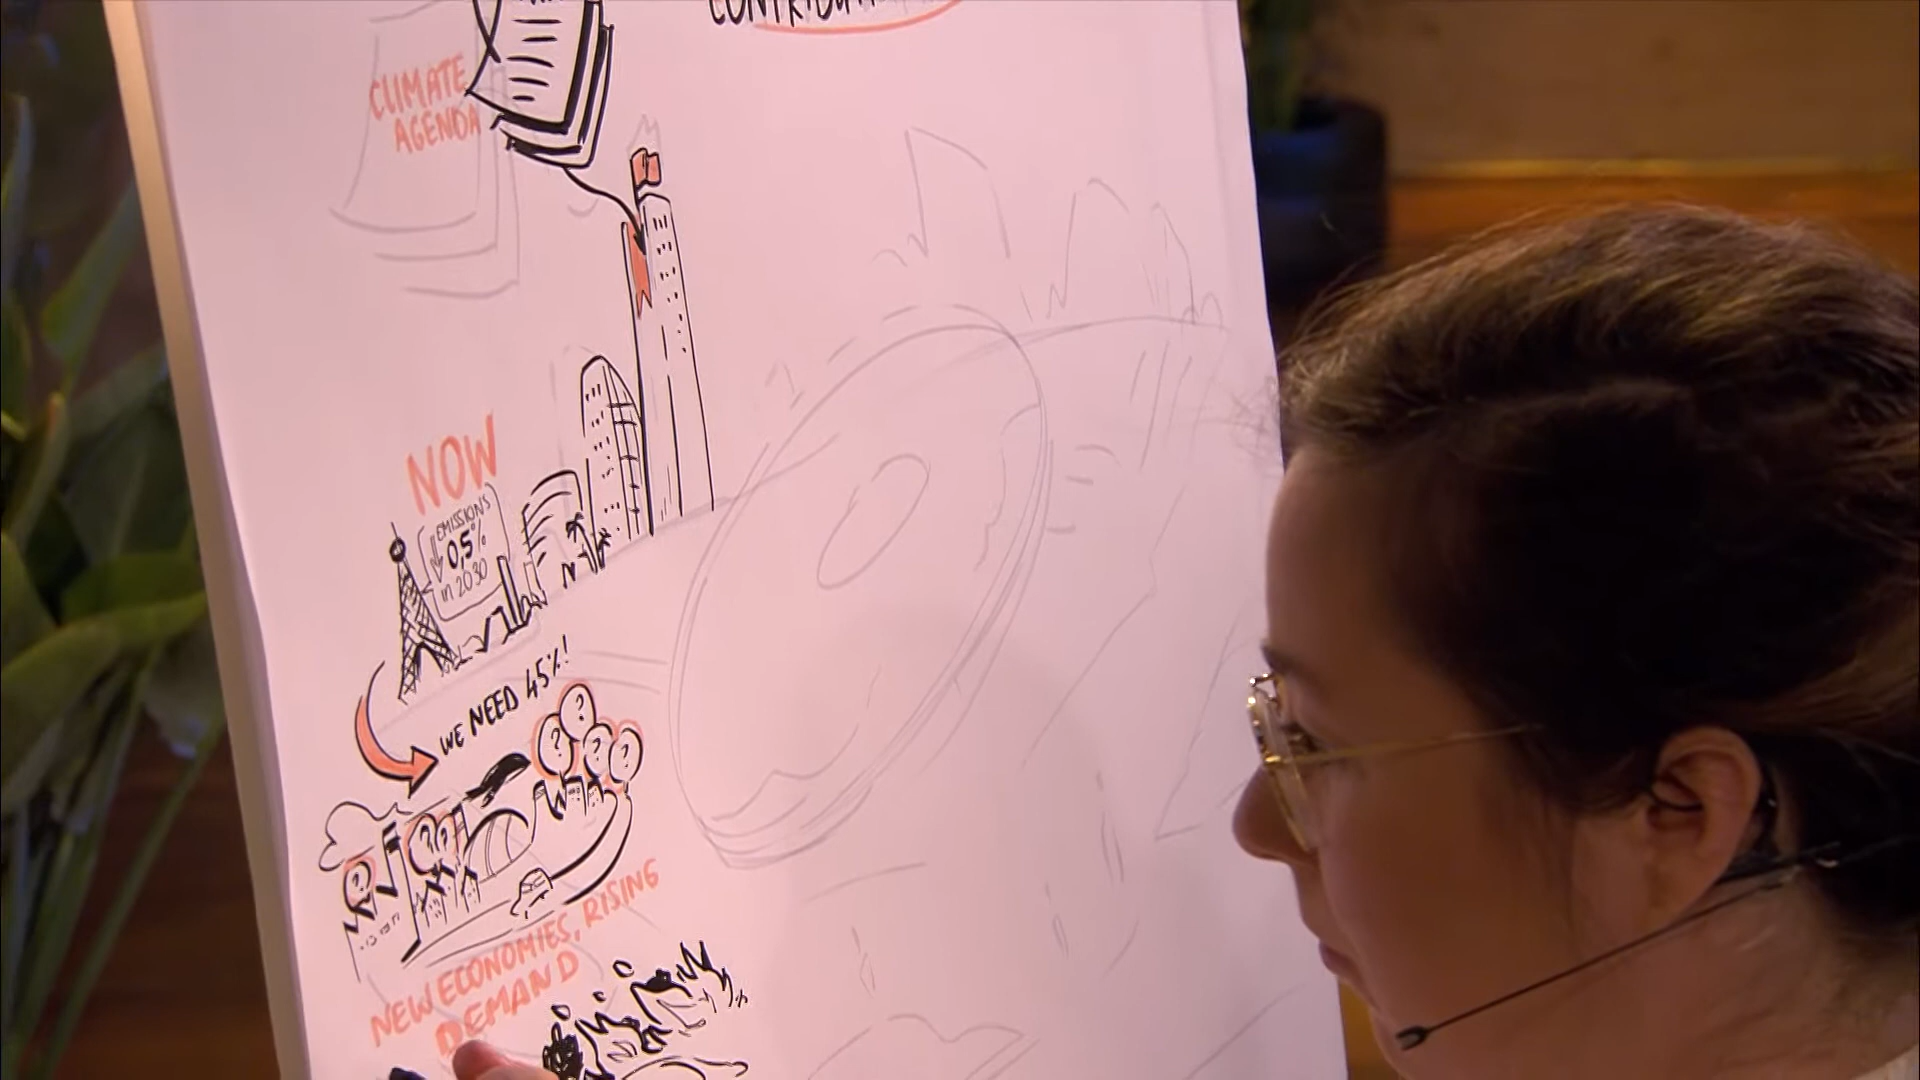 CLIMATE
AGENDA
NOW
EMISSIONS
0,5%
in 2030
WE NEED 45%!
?
?
?
?
?
?
?
NEW ECONOMIES, RISING
DEMAND